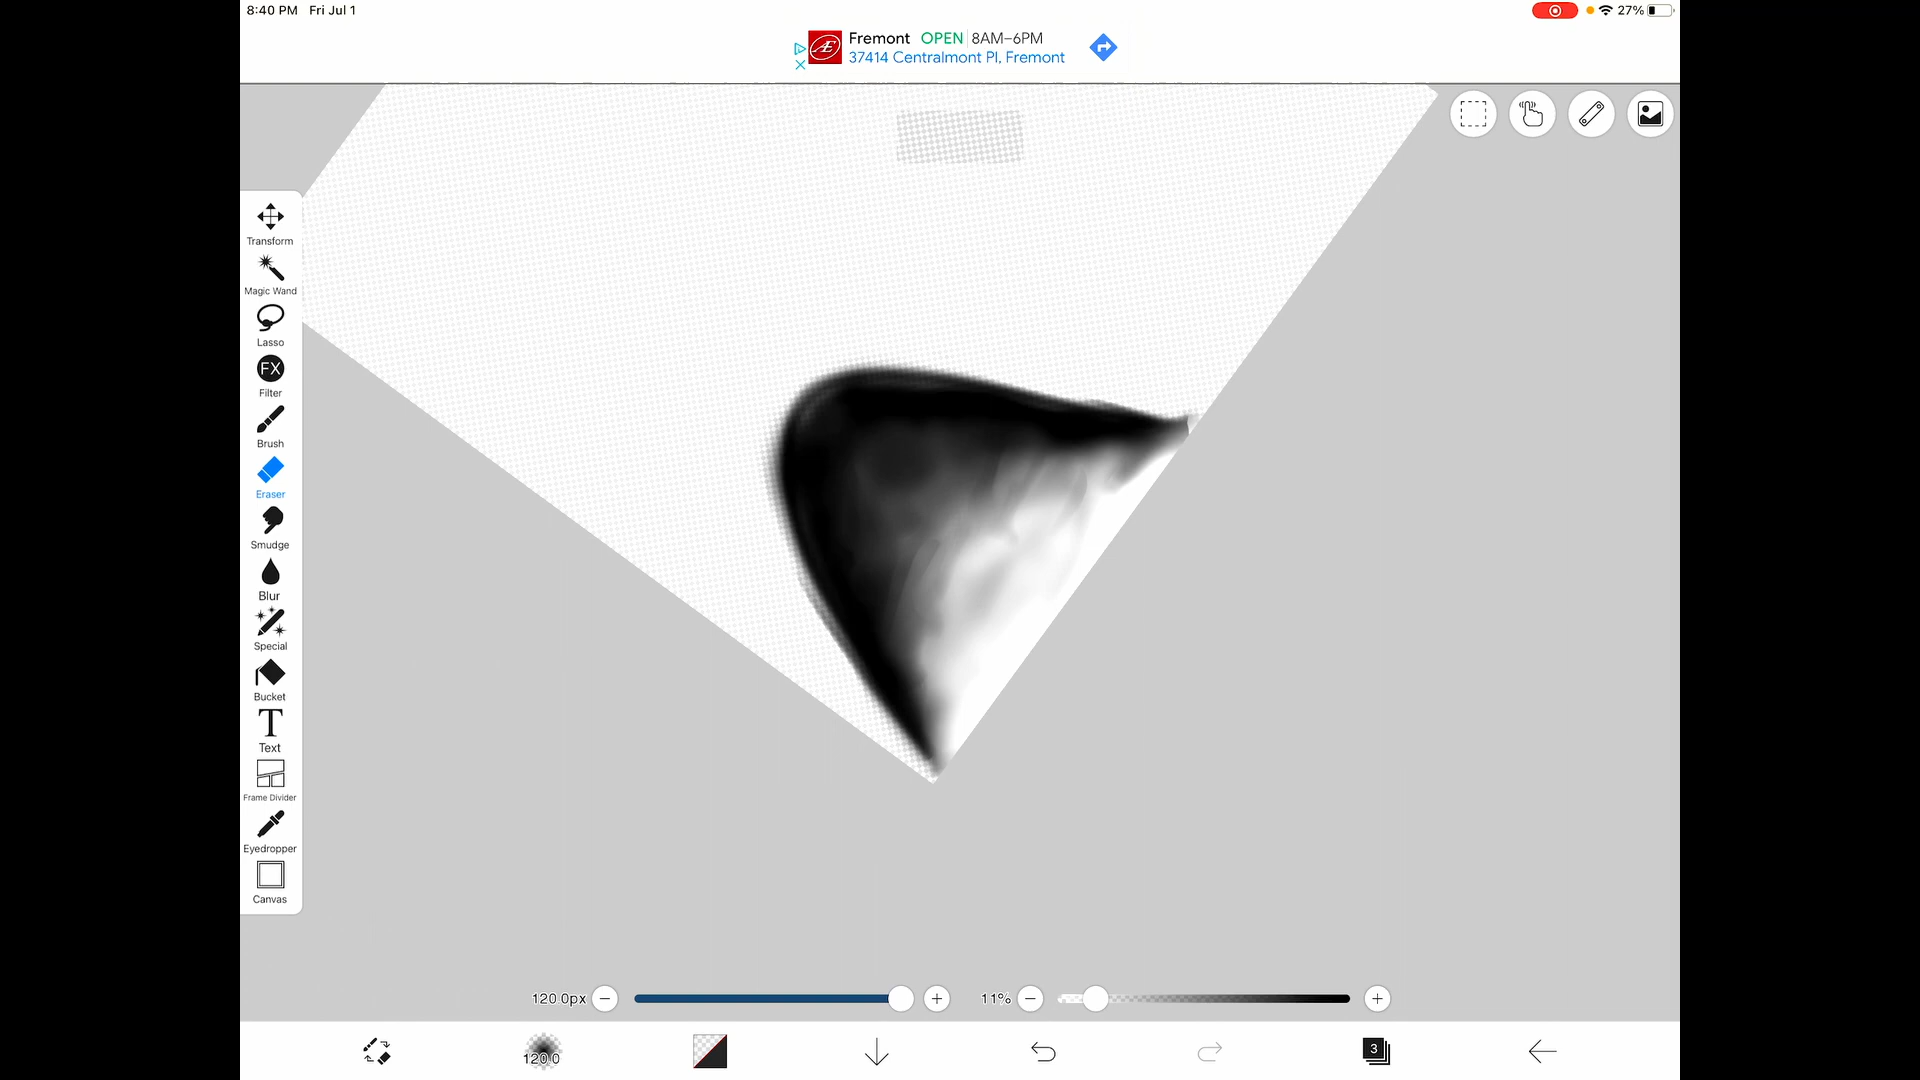 8:40 PM Fri Jul 1
27%
Fremont OPEN 8AM–6PM
37414 Centralmont Pl, Fremont
Transform
Magic Wand
Lasso
FX
Filter
Brush
Eraser
Smudge
Blur
Special
Bucket
T
Text
Frame Divider
Eyedropper
Canvas
120.0px
11%
120.0
3